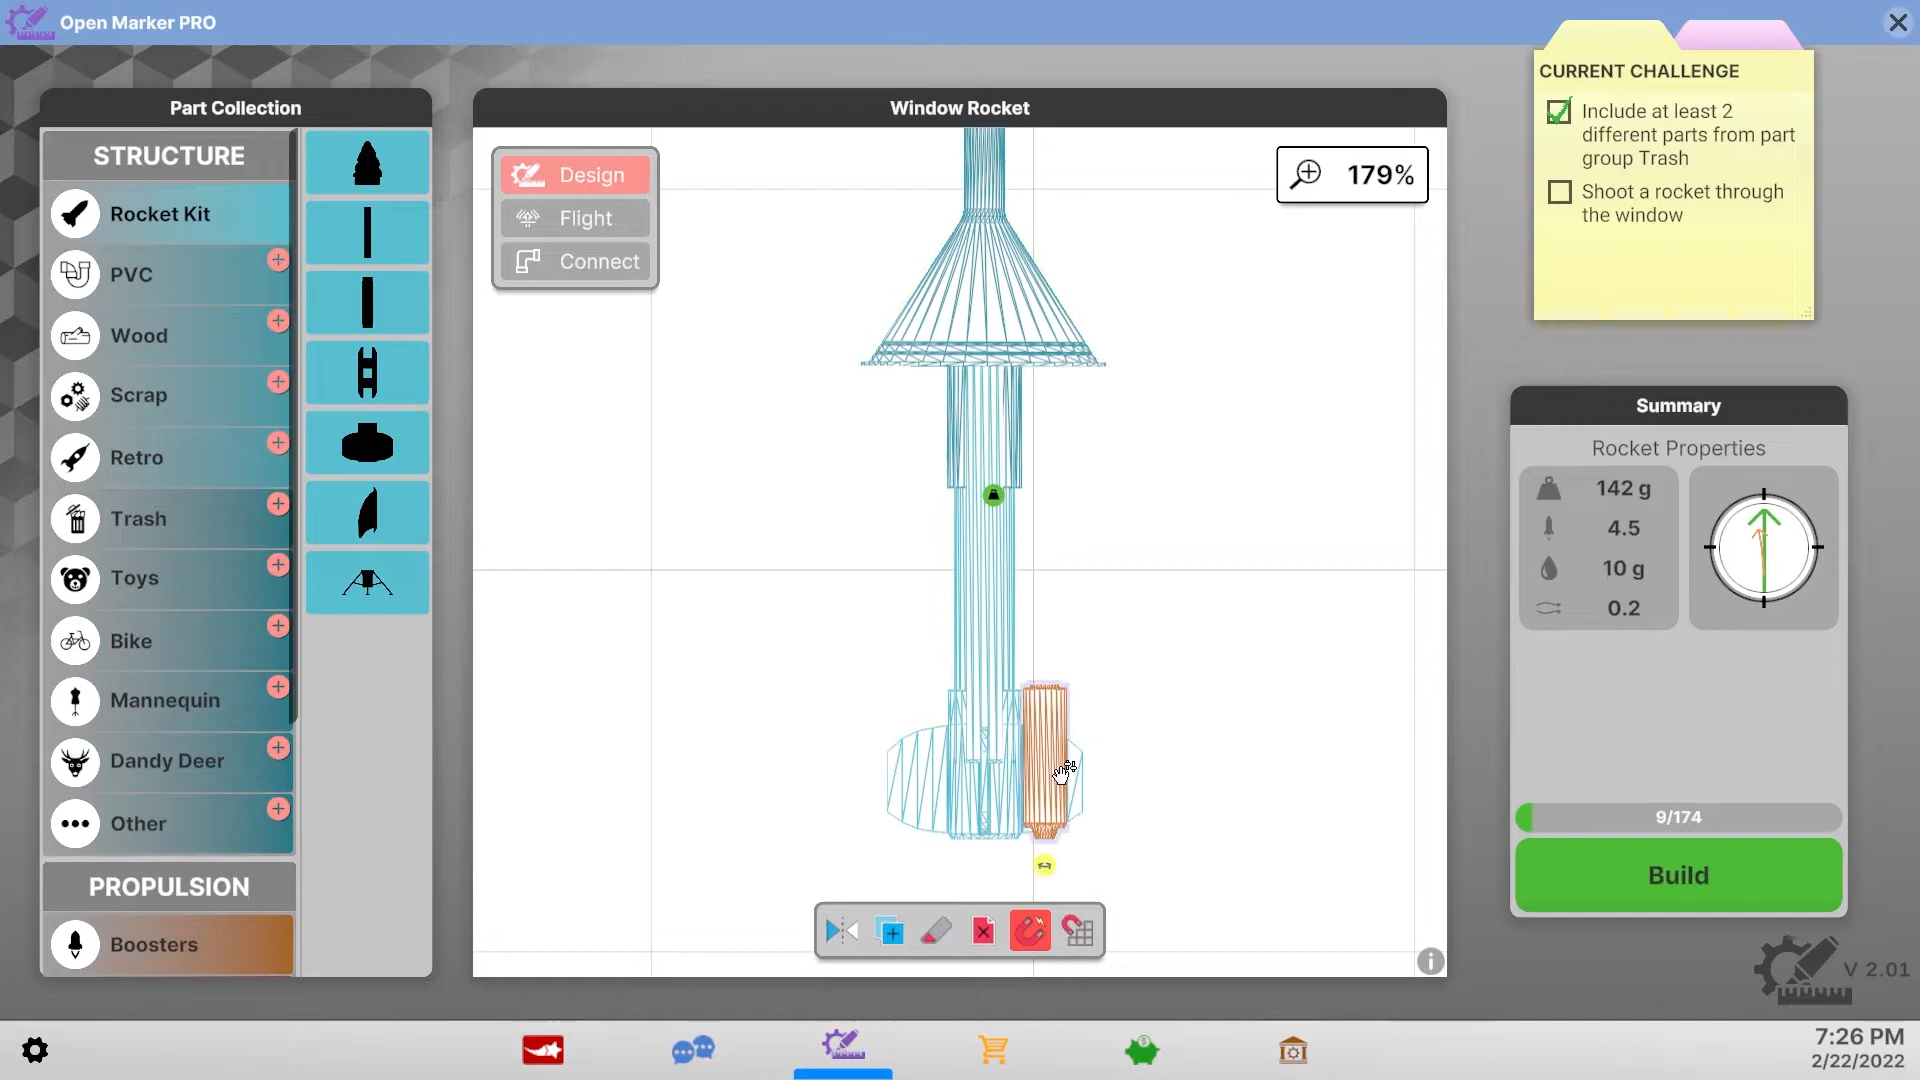 Open Marker PRO
Part Collection
STRUCTURE
Rocket Kit
PVC
Wood
Scrap
Retro
Trash
Toys
Bike
Mannequin
Dandy Deer
Other
PROPULSION
Boosters
Window Rocket
Design
Flight
Connect
179%
CURRENT CHALLENGE
Include at least 2
different parts from part
group Trash
Shoot a rocket through
the window
Summary
Rocket Properties
142 g
4.5
10 g
0.2
9/174
Build
V 2.01
7:26 PM
2/22/2022